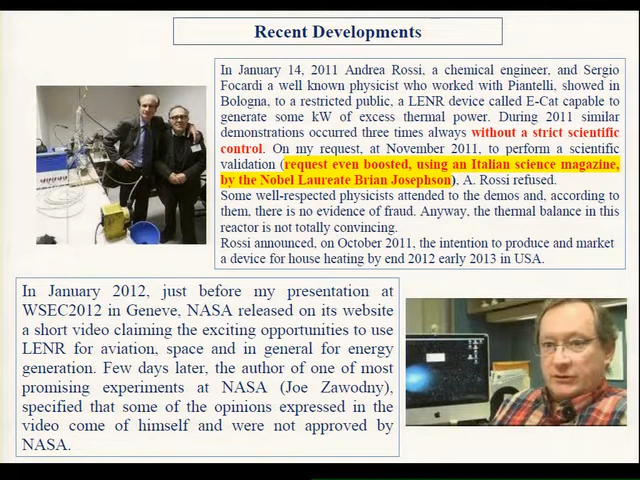 Recent Developments
In January 14, 2011 Andrea Rossi, a chemical engineer, and Sergio
Focardi a well known physicist who worked with Piantelli, showed in
Bologna, to a restricted public, a LENR device called E-Cat capable to
generate some kW of excess thermal power. During 2011 similar
demonstrations occurred three times always without a strict scientific
control. On my request, at November 2011, to perform a scientific
validation (request even boosted, using an Italian science magazine,
by the Nobel Laureate Brian Josephson), A. Rossi refused.
Some well-respected physicists attended to the demos and, according to
them, there is no evidence of fraud. Anyway, the thermal balance in this
reactor is not totally convincing.
Rossi announced, on October 2011, the intention to produce and market
a device for house heating by end 2012 early 2013 in USA.
In January 2012, just before my presentation at
WSEC2012 in Geneve, NASA released on its website
a short video claiming the exciting opportunities to use
LENR for aviation, space and in general for energy
generation. Few days later, the author of one of most
promising experiments at NASA (Joe Zawodny),
specified that some of the opinions expressed in the
video come of himself and were not approved by
NASA.